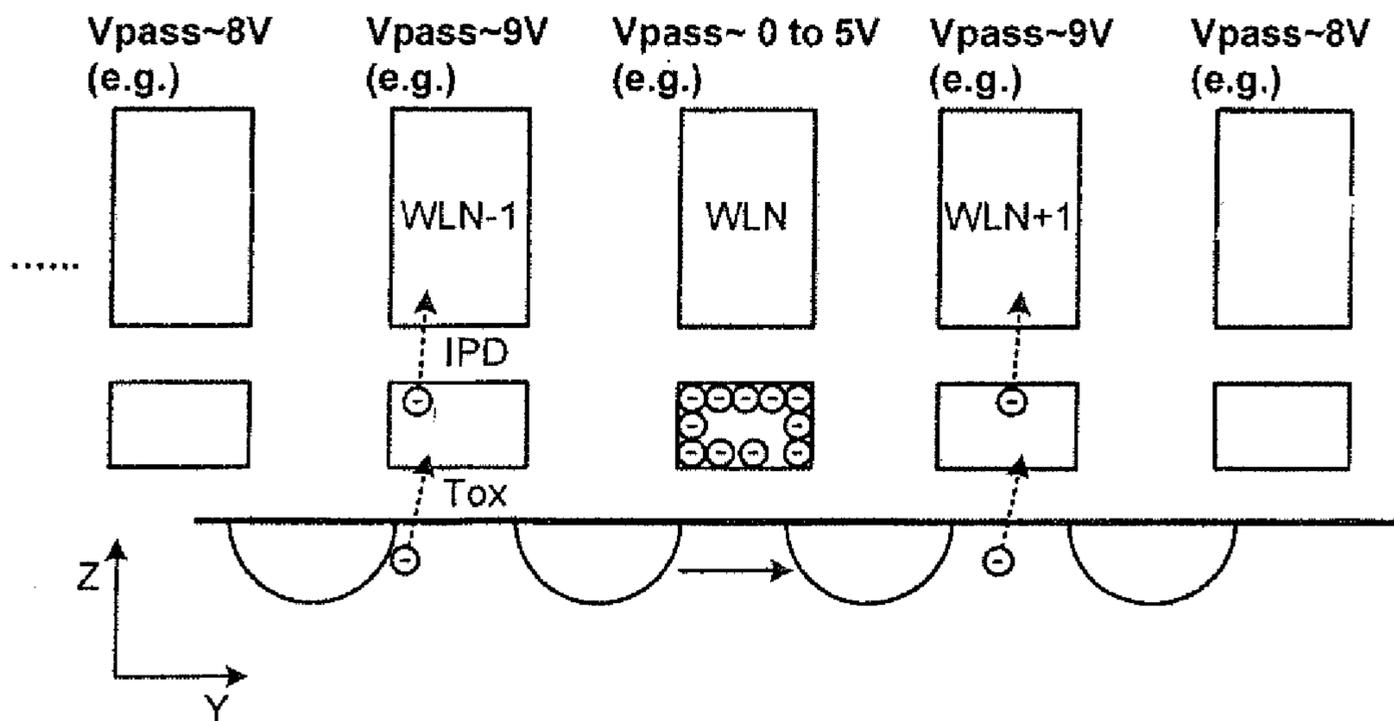 Vpass~8V Vpass~9V Vpass~ 0 to 5V Vpass~9V Vpass~8V
(e.g.) (e.g.) (e.g.) (e.g.) (e.g.)
WLN-1 WLN WLN+1
......
IPD
Tox
Z
Y